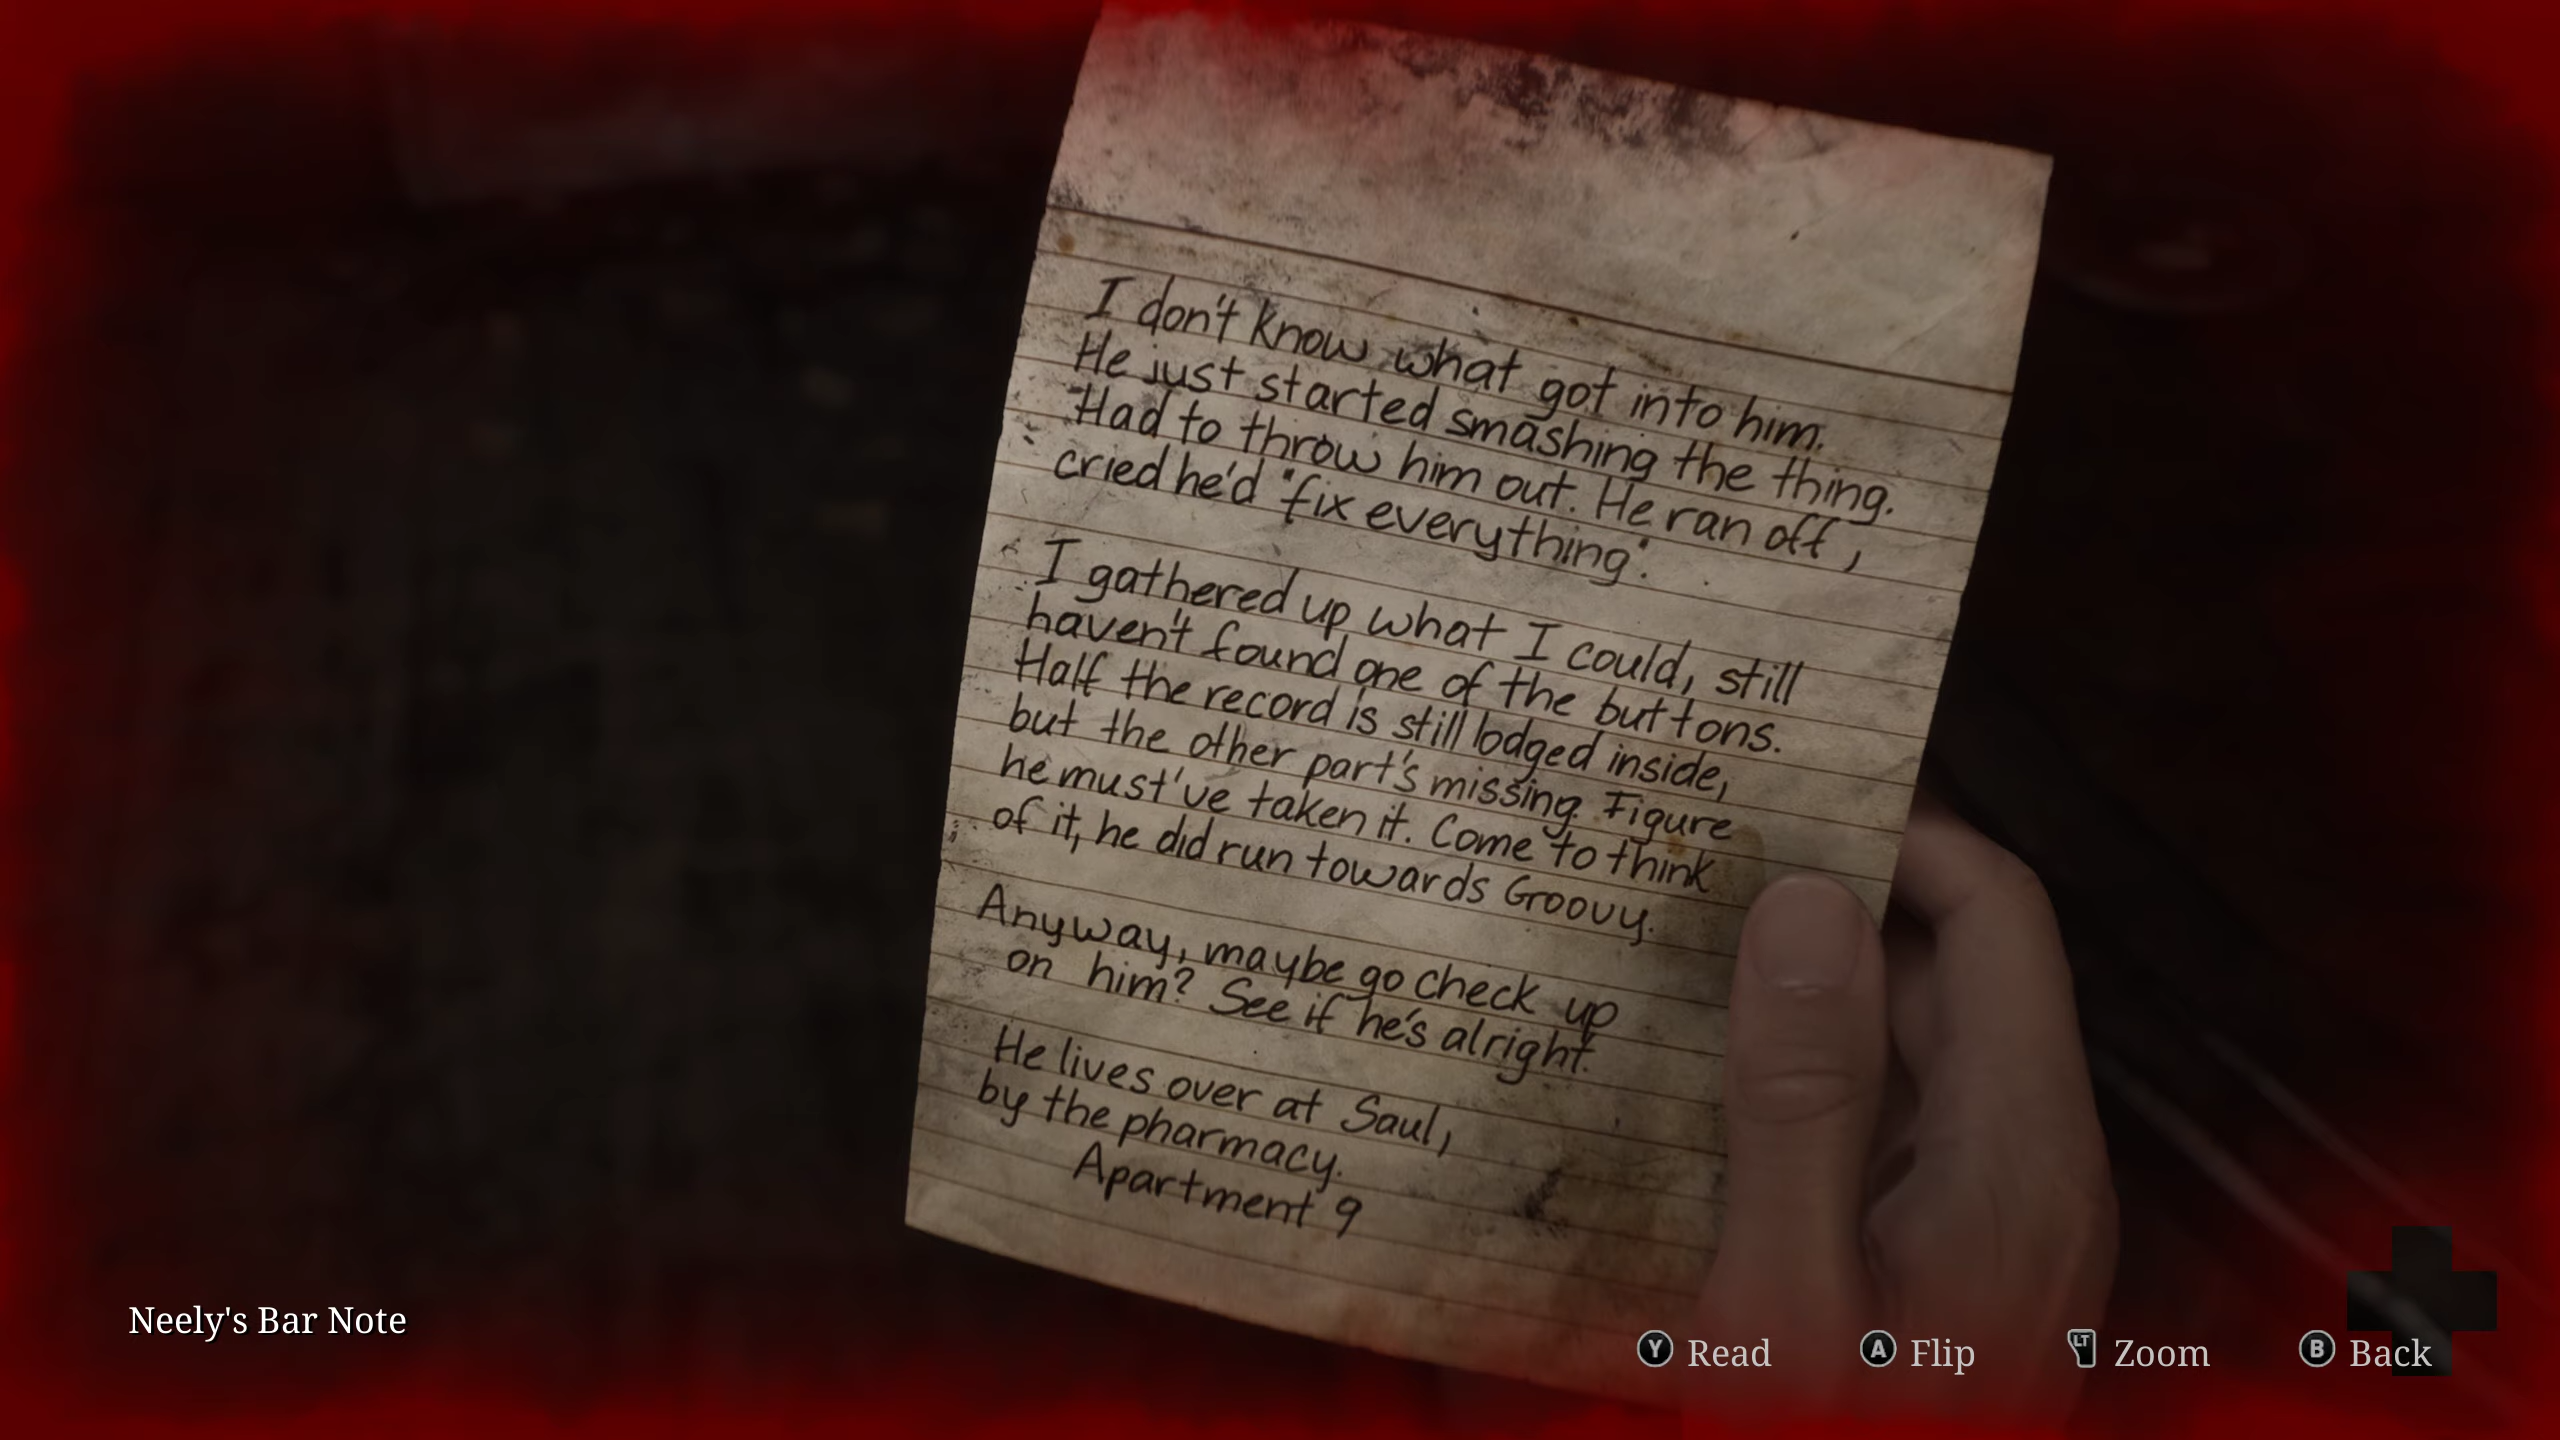 I don't know what got into him.
He just started smashing the thing.
Had to throw him out. He ran off,
cried he'd "fix everything".
I gathered up what I could, still
haven't found one of the buttons.
Half the record is still lodged inside,
but the other part's missing. Figure
he must've taken it. Come to think
of it, he did run towards Groovy.
Anyway, maybe go check up
on him? See if he's alright.
He lives over at Saul,
by the pharmacy.
Apartment 9
Neely's Bar Note
Y Read A Flip LT Zoom B Back